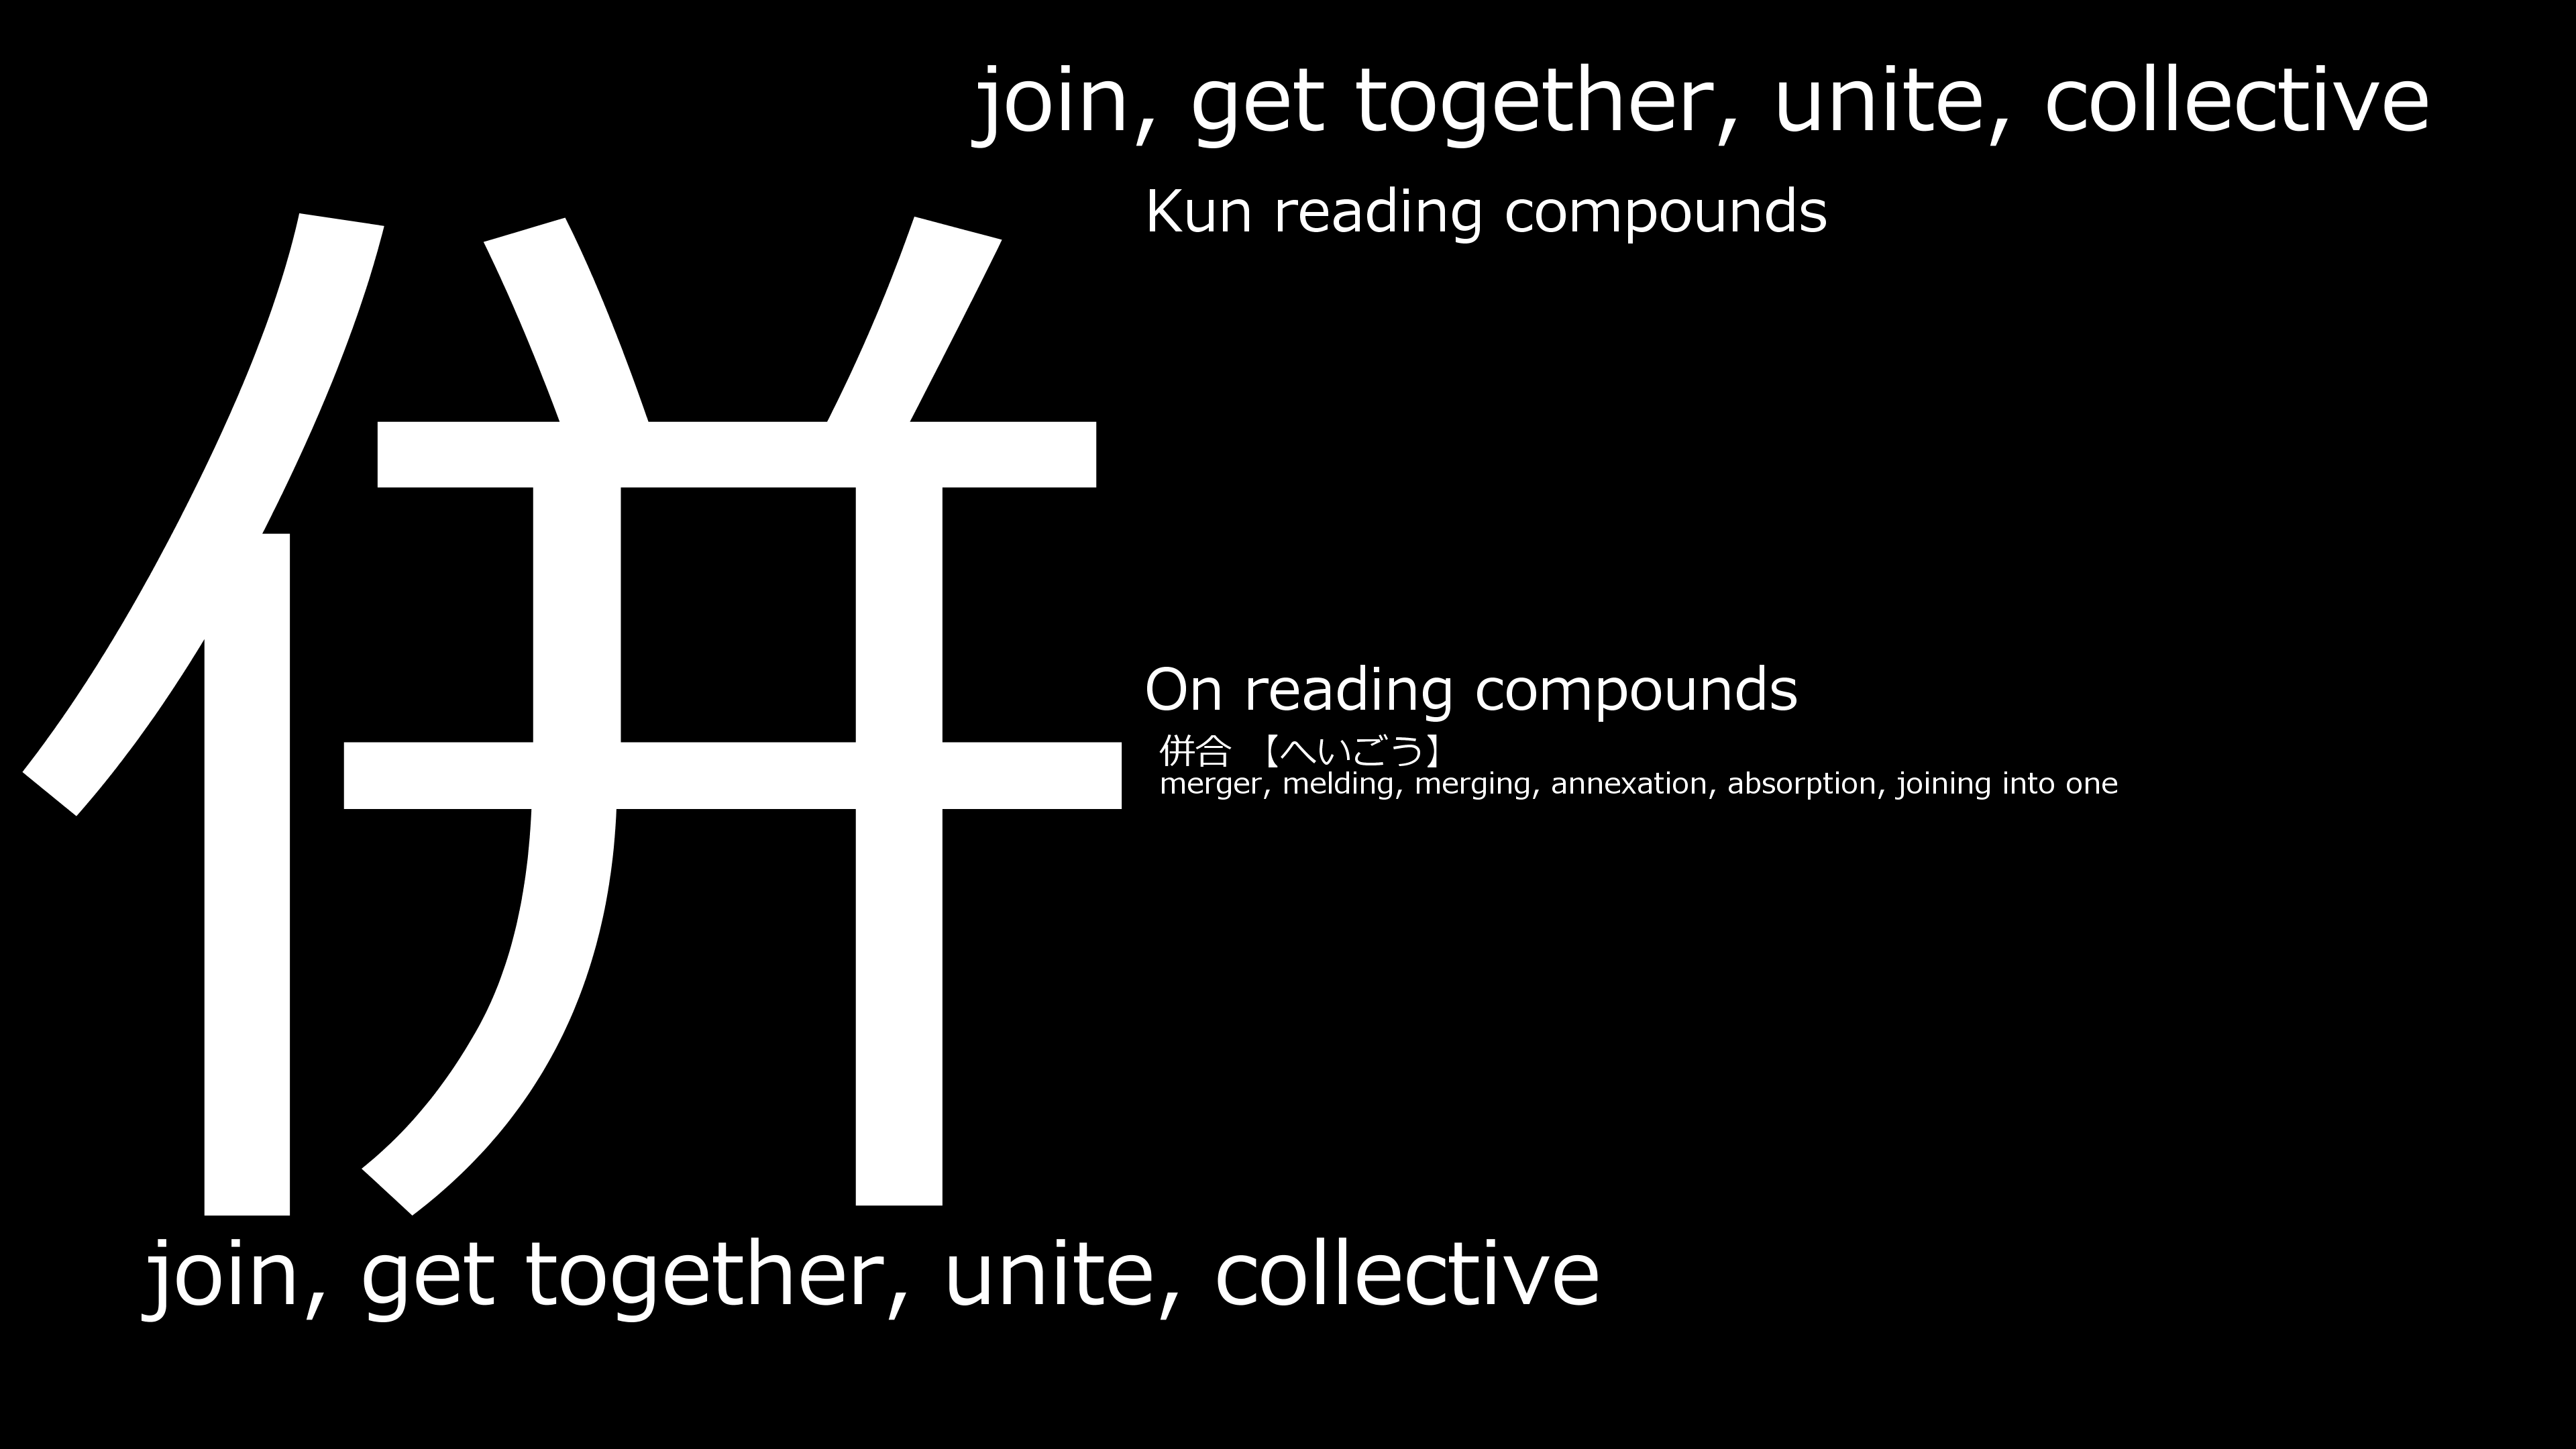 join, get together, unite, collective
Kun reading compounds
併
On reading compounds
併合 【へいごう】
merger, melding, merging, annexation, absorption, joining into one
join, get together, unite, collective